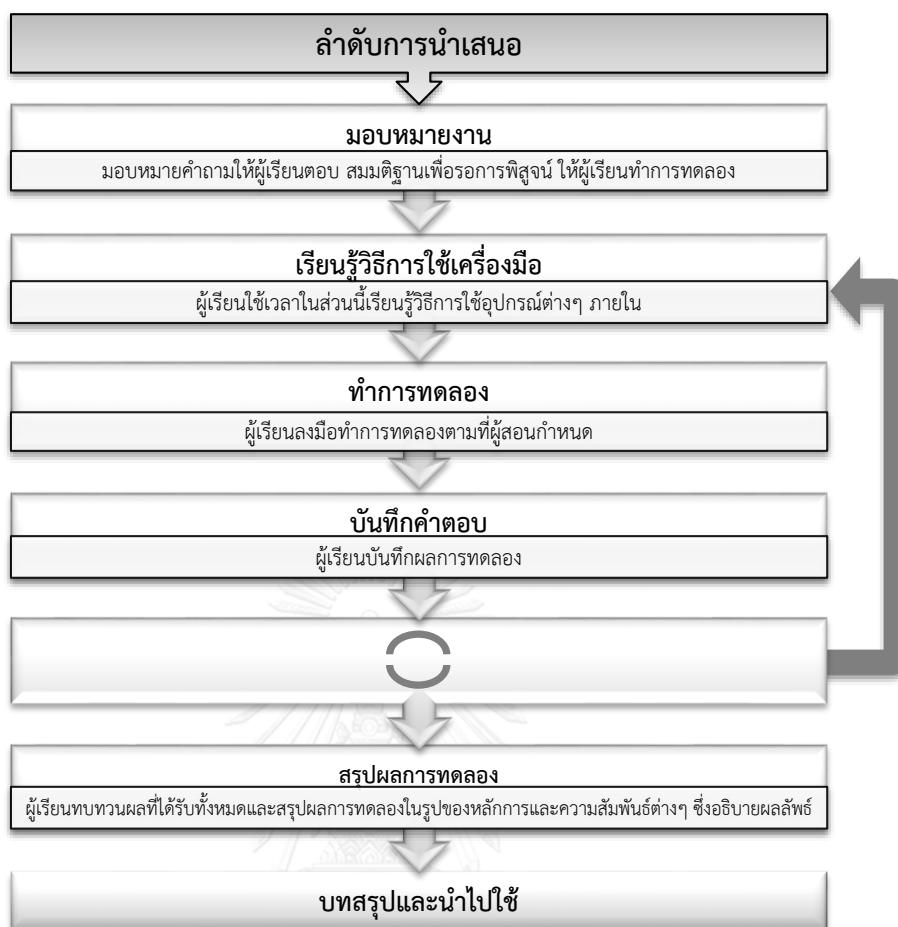 ลำดับการนำเสนอ
มอบหมายงาน
มอบหมายคำถามให้ผู้เรียนตอบ สมมติฐานเพื่อรอการพิสูจน์ ให้ผู้เรียนทำการทดลอง
เรียนรู้วิธีการใช้เครื่องมือ
ผู้เรียนใช้เวลาในส่วนนี้เรียนรู้วิธีการใช้อุปกรณ์ต่างๆ ภายใน
ทำการทดลอง
ผู้เรียนลงมือทำการทดลองตามที่ผู้สอนกำหนด
บันทึกคำตอบ
ผู้เรียนบันทึกผลการทดลอง
สรุปผลการทดลอง
ผู้เรียนทบทวนผลที่ได้รับทั้งหมดและสรุปผลการทดลองในรูปของหลักการและความสัมพันธ์ต่างๆ ซึ่งอธิบายผลลัพธ์
บทสรุปและนำไปใช้